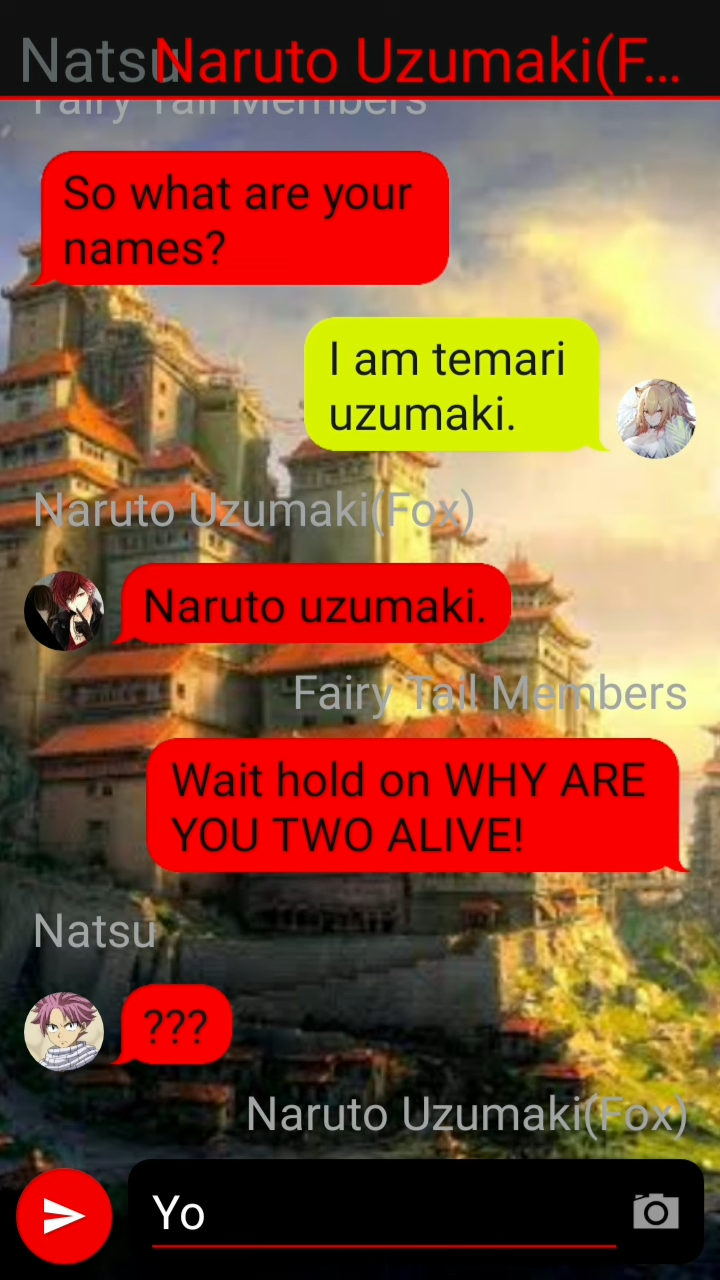 Natsu
Naruto Uzumaki(F...
Fairy Tail Members
So what are your
names?
I am temari
uzumaki.
Naruto Uzumaki(Fox)
Naruto uzumaki.
Fairy Tail Members
Wait hold on WHY ARE
YOU TWO ALIVE!
Natsu
???
Naruto Uzumaki(Fox)
Yo